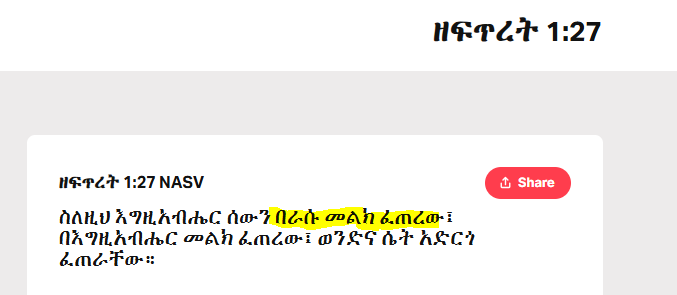 ዘፍጥረት 1:27
ዘፍጥረት 1:27 NASV
Share
ስለዚህ እግዚአብሔር ሰውን በራሱ መልክ ፈጠረው፤
በእግዚአብሔር መልክ ፈጠረው፤ ወንድና ሴት አድርጎ
ፈጠራቸው።